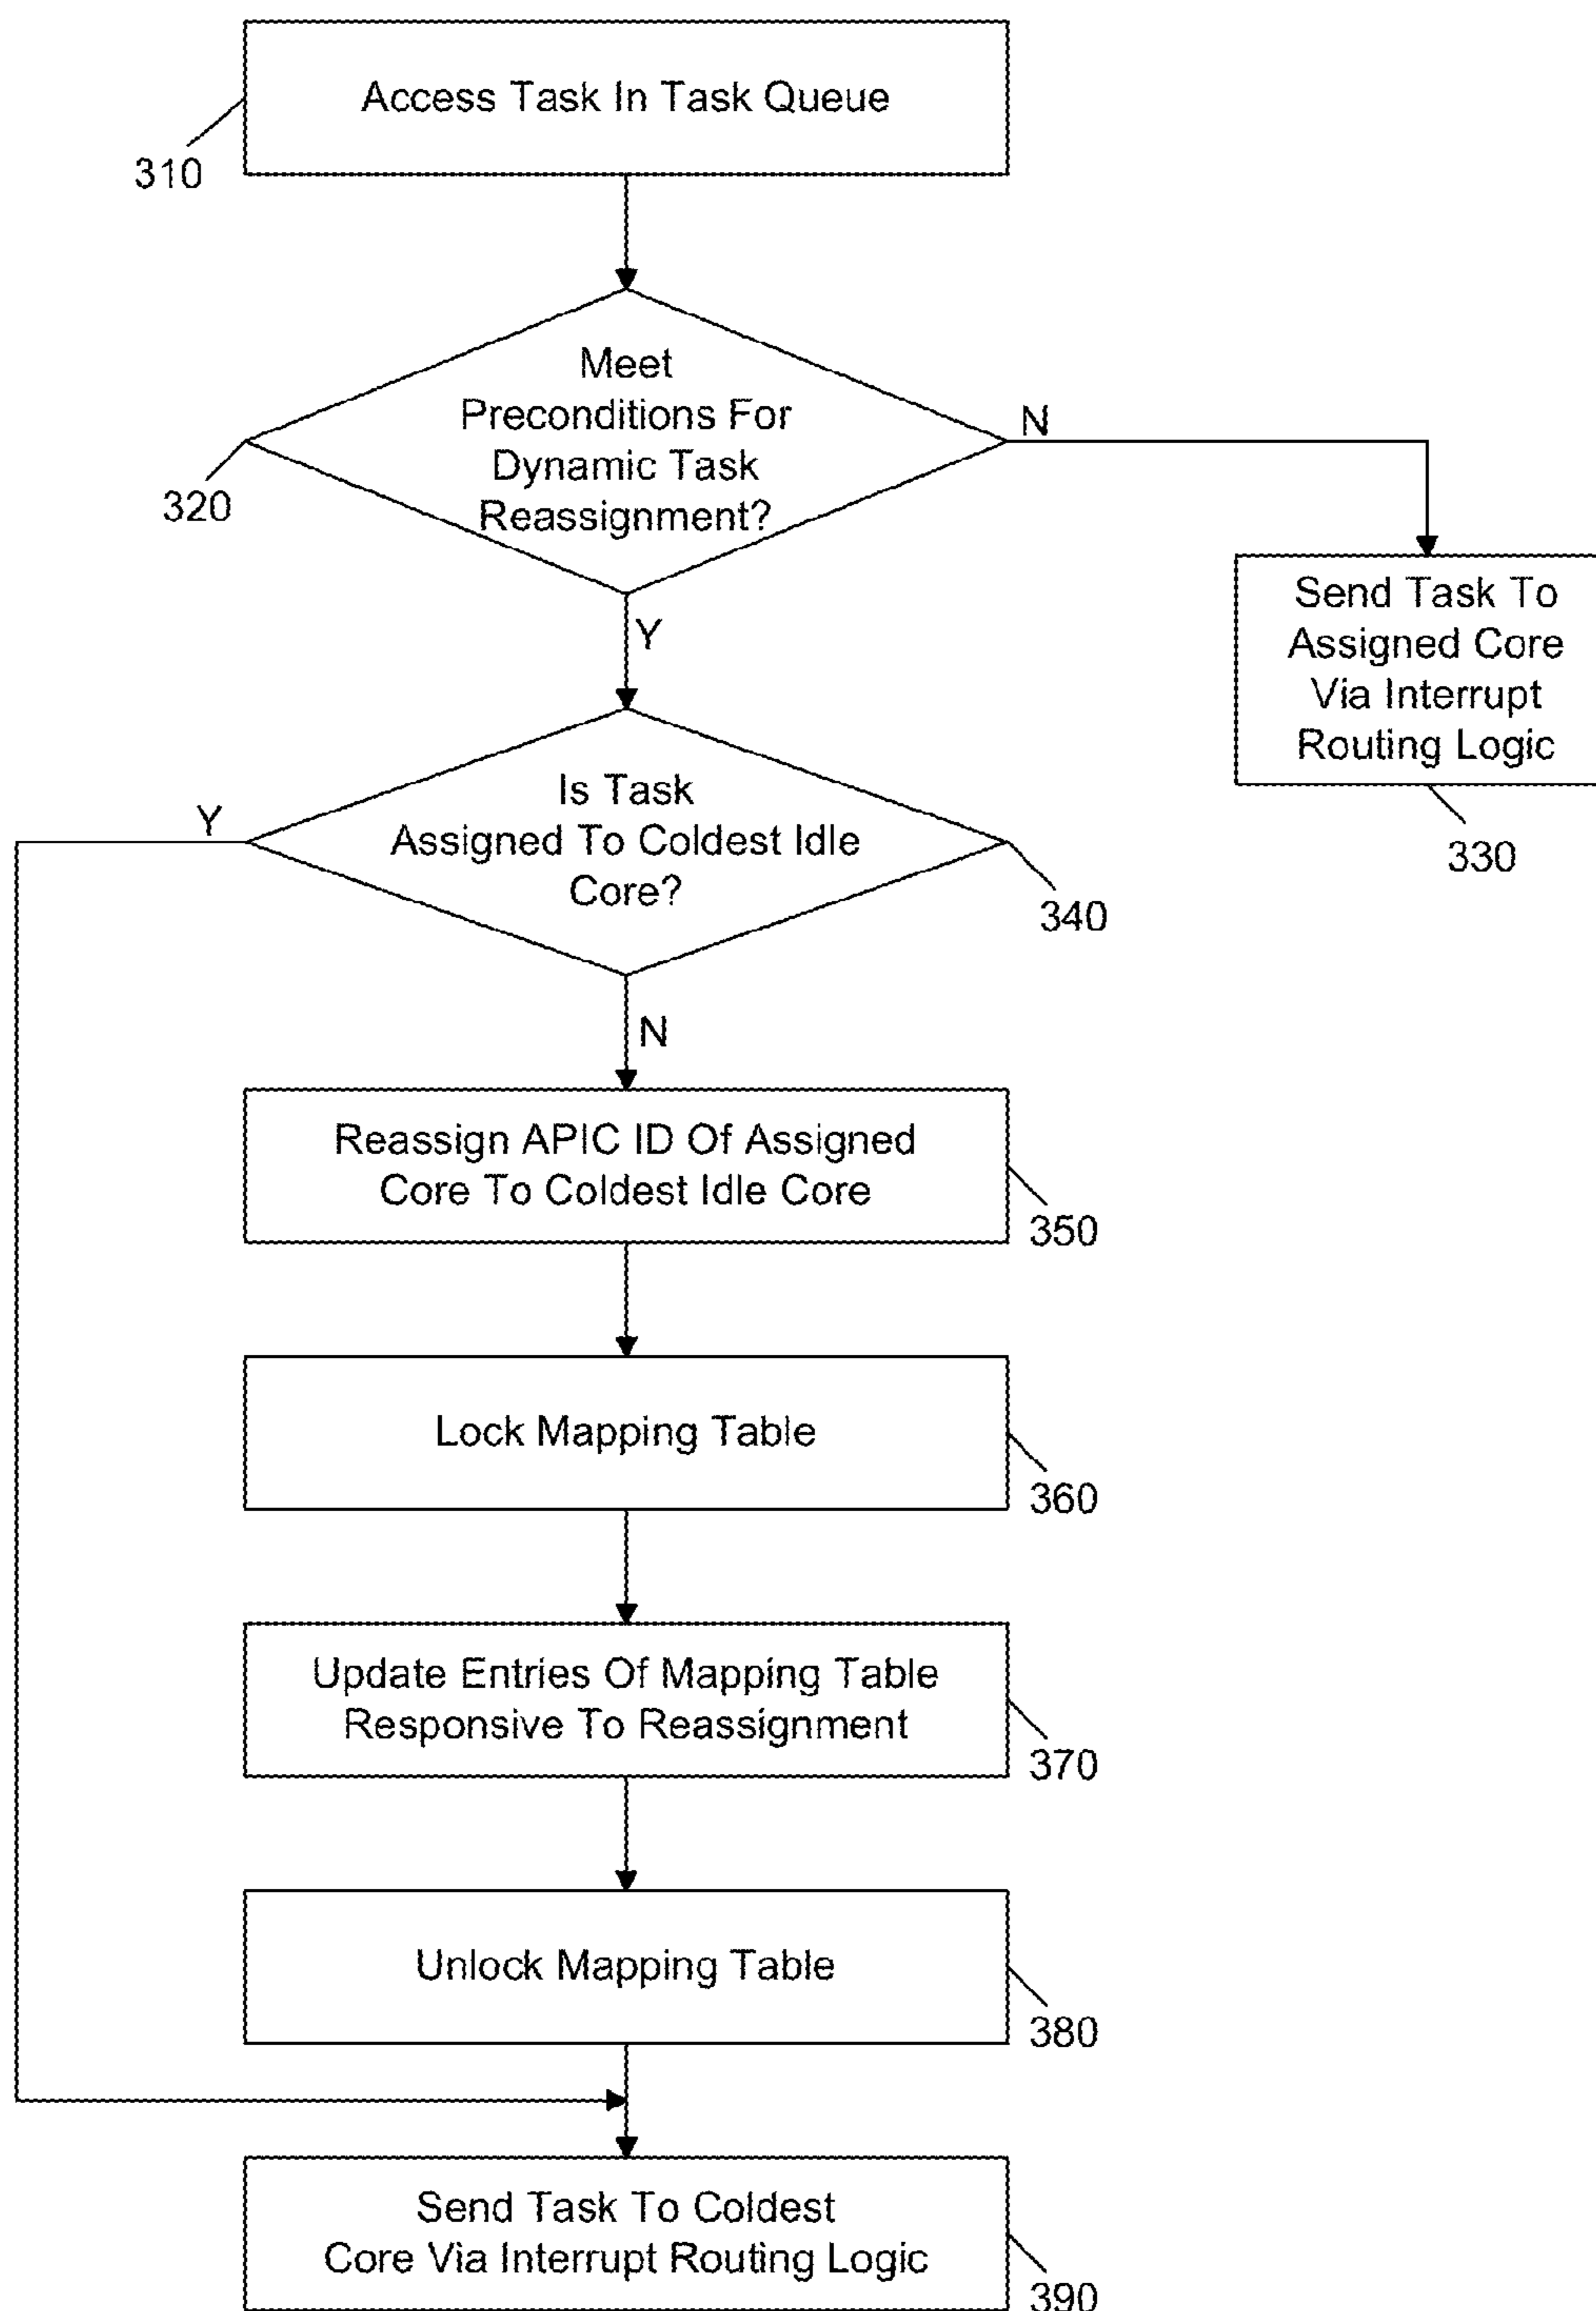 Access Task In Task Queue
310
Meet
Preconditions For
Dynamic Task
Reassignment?
320
N
Y
Send Task To
Assigned Core
Via Interrupt
Routing Logic
330
Is Task
Assigned To Coldest Idle
Core?
Y
340
N
Reassign APIC ID Of Assigned
Core To Coldest Idle Core
350
Lock Mapping Table
360
Update Entries Of Mapping Table
Responsive To Reassignment
370
Unlock Mapping Table
380
Send Task To Coldest
Core Via Interrupt Routing Logic
390